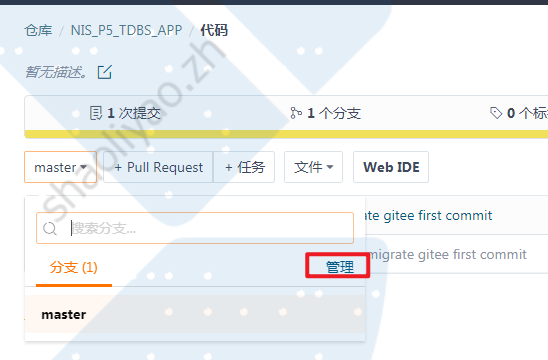 仓库 / NIS_P5_TDBS_APP / 代码
暂无描述。
1 次提交 1 个分支 0 个标
master + Pull Request + 任务 文件 Web IDE
搜索分支...
ate gitee first commit
分支 (1) 管理
migrate gitee first commit
master
shaoliyao.zh